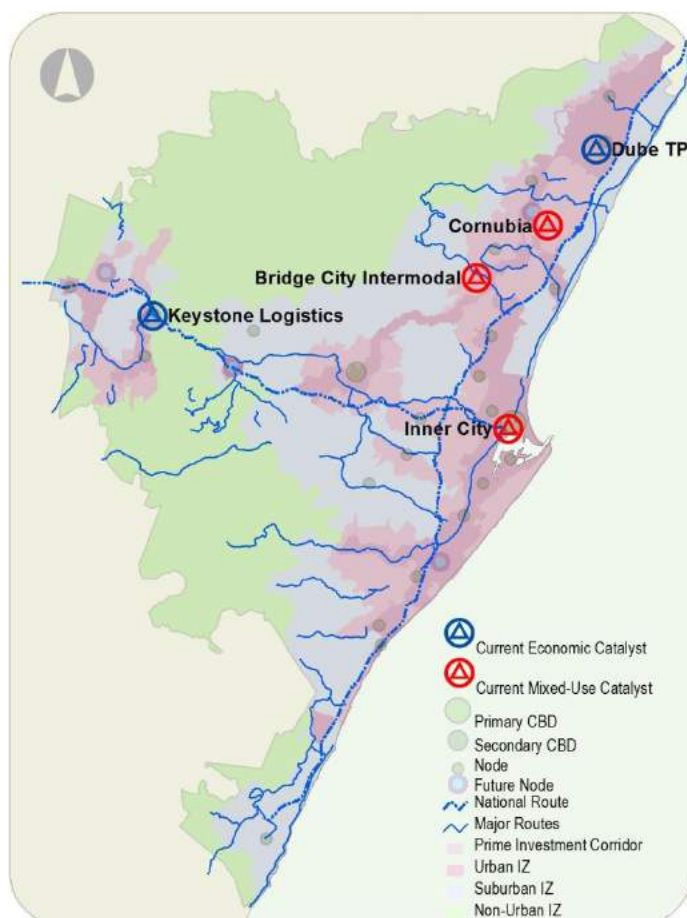 Dube TP
Cornubia
Bridge City Intermodal
Keystone Logistics
Inner City
Current Economic Catalyst
Current Mixed-Use Catalyst
Primary CBD
Secondary CBD
Node
Future Node
National Route
Major Routes
Prime Investment Corridor
Urban IZ
Suburban IZ
Non-Urban IZ